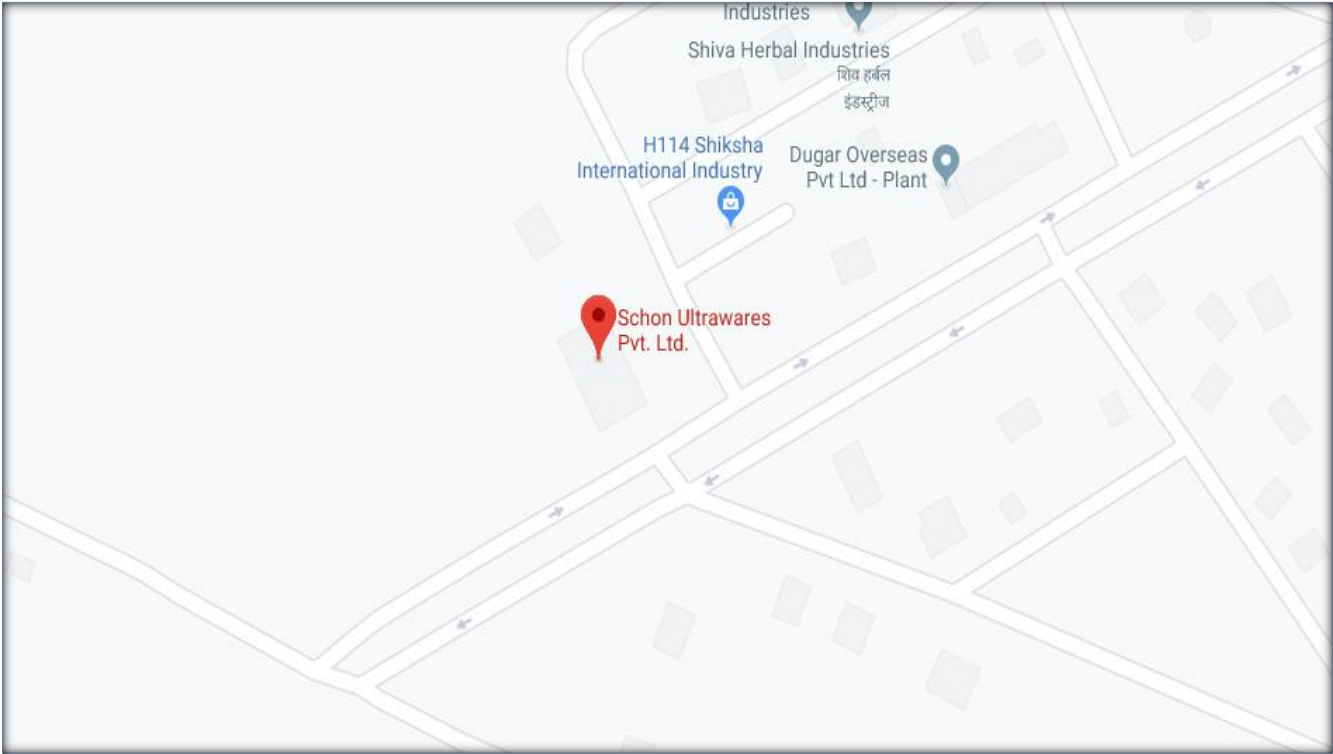 Industries
Shiva Herbal Industries
शिव हर्बल
इंडस्ट्रीज
H114 Shiksha
International Industry
Dugar Overseas
Pvt Ltd - Plant
Schon Ultrawares
Pvt. Ltd.